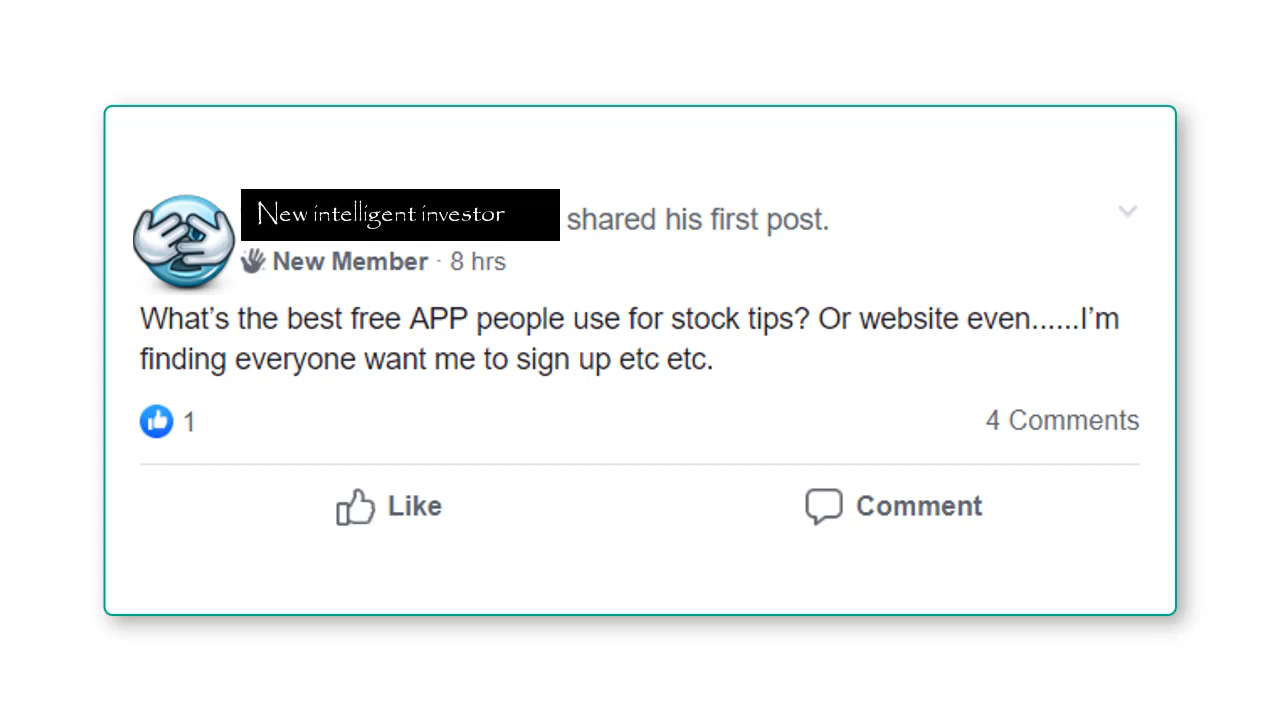 New intelligent investor shared his first post.
New Member · 8 hrs
What's the best free APP people use for stock tips? Or website even......I'm
finding everyone want me to sign up etc etc.
1 4 Comments
Like Comment